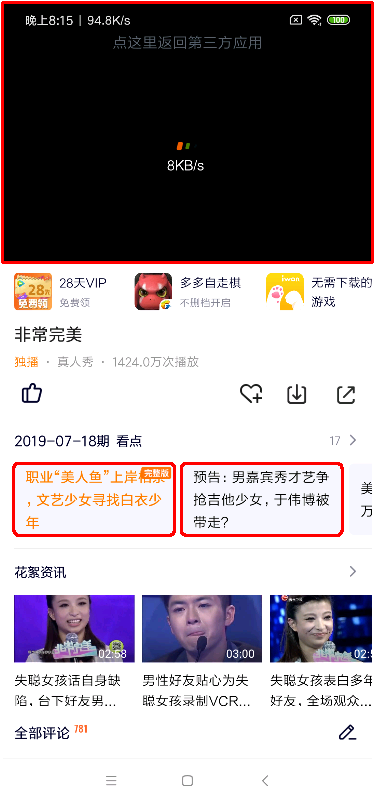 晚上8:15 | 94.8K/s
100
点这里返回第三方应用
8KB/s
28天
免费领
28天VIP
免费领
多多自走棋
不删档开启
iwan
无需下载的
游戏
非常完美
独播 · 真人秀 · 1424.0万次播放
2019-07-18期 看点
17
职业“美人鱼”上岸相亲
完整版
，文艺少女寻找白衣少
年
预告：男嘉宾秀才艺争
抢吉他少女，于伟博被
带走？
美
万
花絮资讯
02:58
03:00
失聪女孩话自身缺
陷，台下好友男...
男性好友贴心为失
聪女孩录制VCR...
失聪女孩表白多年
好友，全场观众...
全部评论
781